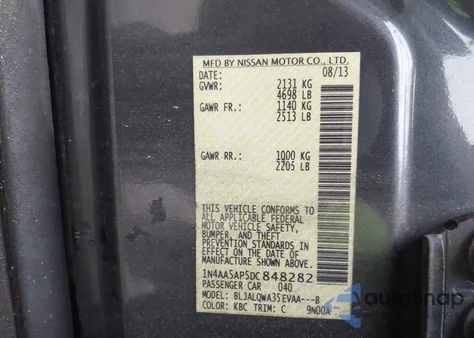 MFD BY NISSAN MOTOR CO., LTD.
DATE: 08/13
GVWR: 2131 KG
4698 LB
GAWR FR.: 1140 KG
2513 LB
GAWR RR.: 1000 KG
2205 LB
THIS VEHICLE CONFORMS TO
ALL APPLICABLE FEDERAL
MOTOR VEHICLE SAFETY,
BUMPER, AND THEFT
PREVENTION STANDARDS IN
EFFECT ON THE DATE OF
MANUFACTURE SHOWN ABOVE.
1N4AA5AP5DC848282
PASSENGER CAR 040
MODEL: BLJALQWA35EVAA---B
COLOR: KBC TRIM: C 9N00A
AutoSnap